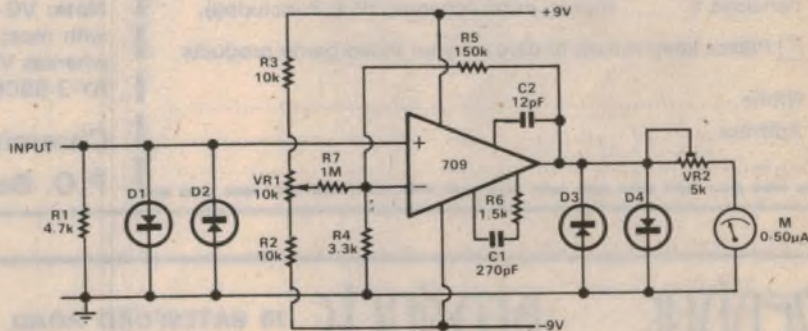 +9V
R3
10k
R5
150k
C2
12pF
INPUT
+
709
R7
1M
VR1
10k
D1
D2
R1
4.7k
R2
10k
R4
3.3k
R6
1.5k
C1
270pF
D3
D4
VR2
5k
M
0-50µA
-9V